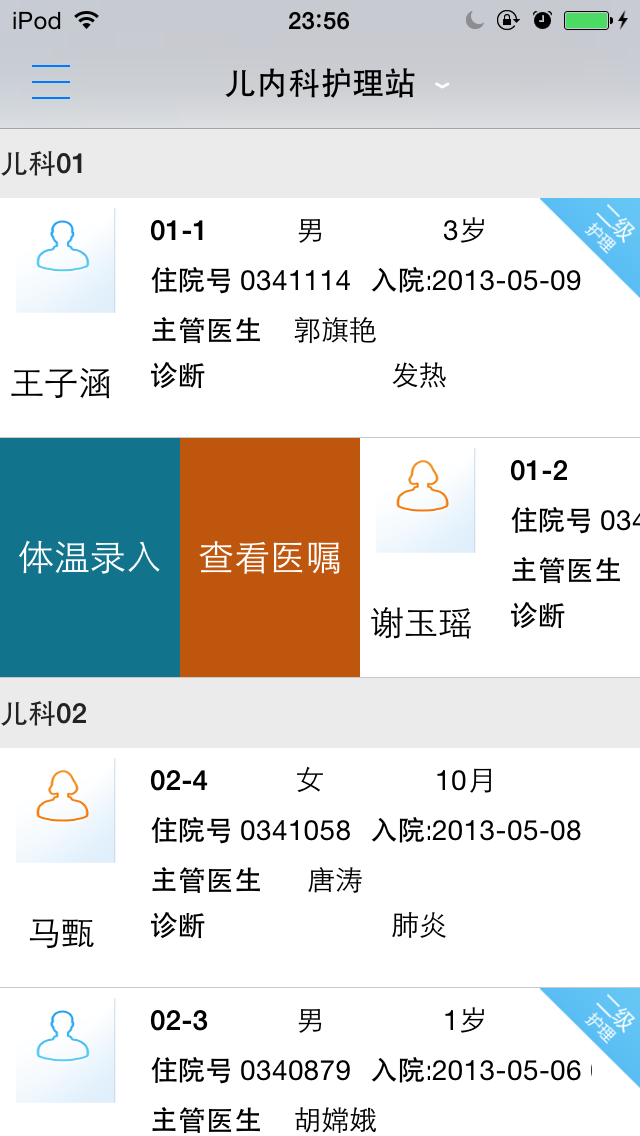 iPod 23:56
儿内科护理站
儿科01
01-1 男 3岁 二级护理
住院号 0341114 入院:2013-05-09
主管医生 郭旗艳
王子涵 诊断 发热
体温录入 查看医嘱
01-2
住院号 034
主管医生
谢玉瑶 诊断
儿科02
02-4 女 10月
住院号 0341058 入院:2013-05-08
主管医生 唐涛
马甄 诊断 肺炎
02-3 男 1岁 二级护理
住院号 0340879 入院:2013-05-06
主管医生 胡嫦娥